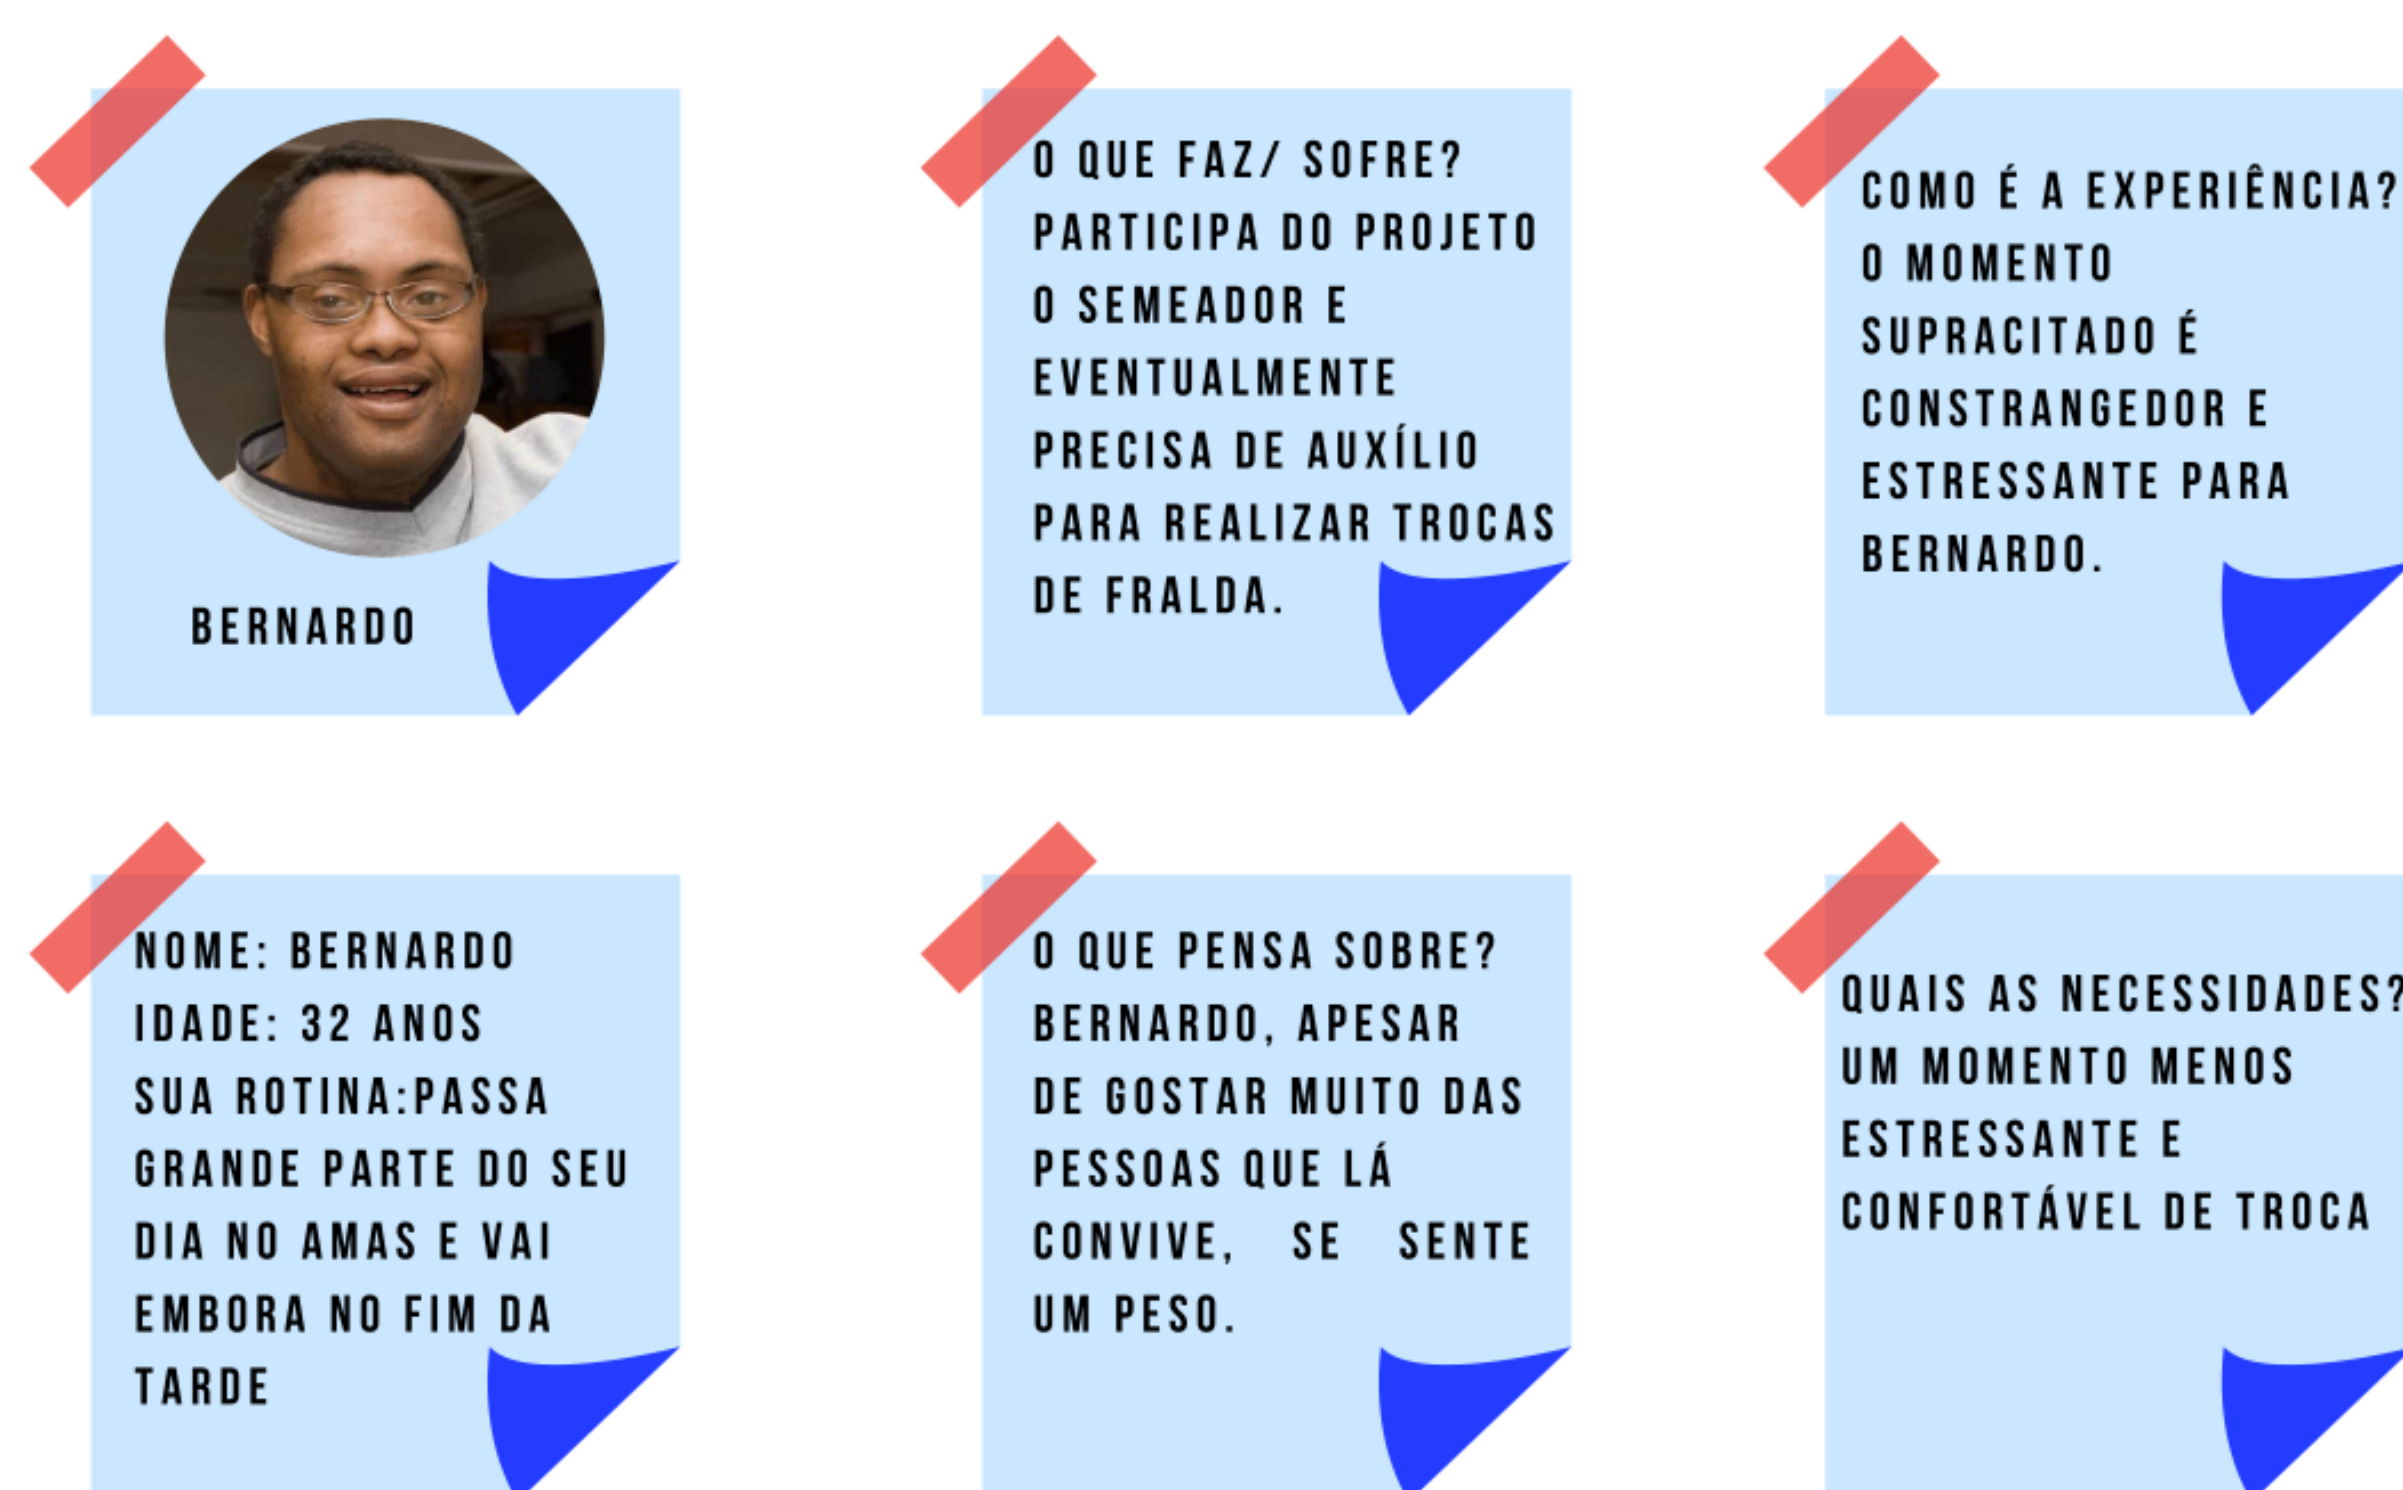 BERNARDO
O QUE FAZ/ SOFRE?
PARTICIPA DO PROJETO
O SEMEADOR E
EVENTUALMENTE
PRECISA DE AUXÍLIO
PARA REALIZAR TROCAS
DE FRALDA.
COMO É A EXPERIÊNCIA?
O MOMENTO
SUPRACITADO É
CONSTRANGEDOR E
ESTRESSANTE PARA
BERNARDO.
NOME: BERNARDO
IDADE: 32 ANOS
SUA ROTINA:PASSA
GRANDE PARTE DO SEU
DIA NO AMAS E VAI
EMBORA NO FIM DA
TARDE
O QUE PENSA SOBRE?
BERNARDO, APESAR
DE GOSTAR MUITO DAS
PESSOAS QUE LÁ
CONVIVE, SE SENTE
UM PESO.
QUAIS AS NECESSIDADES?
UM MOMENTO MENOS
ESTRESSANTE E
CONFORTÁVEL DE TROCA